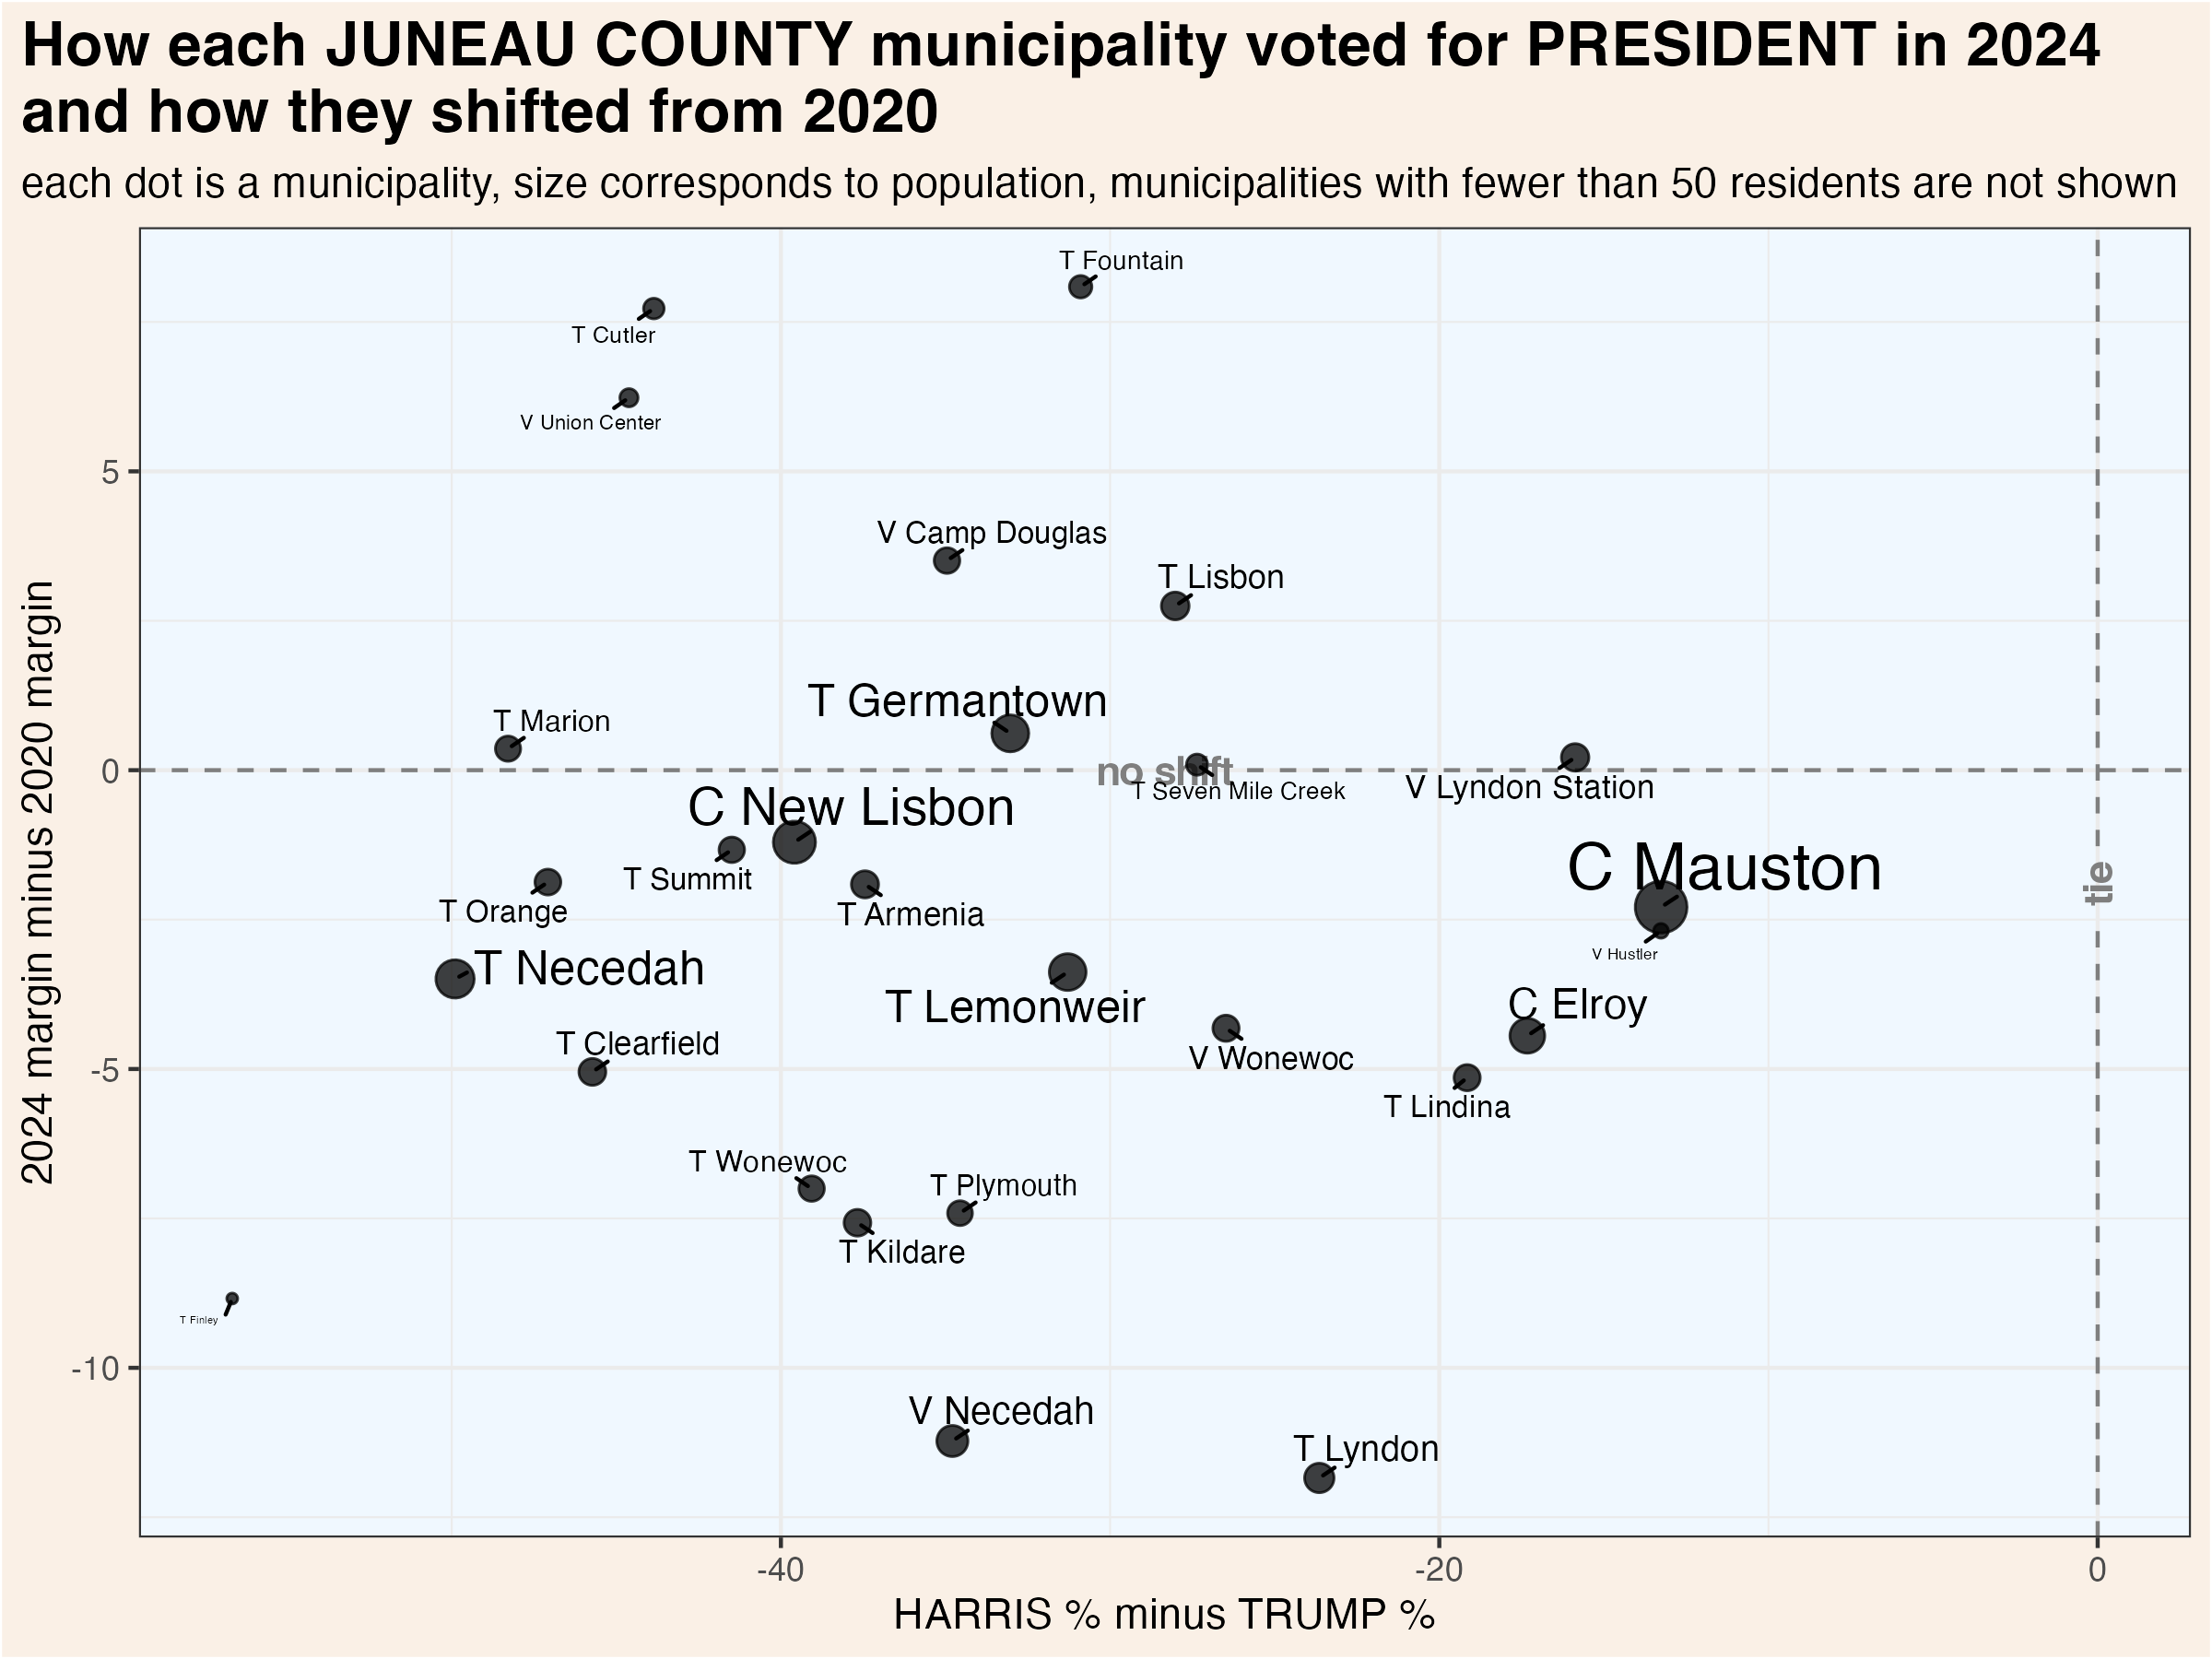 How each JUNEAU COUNTY municipality voted for PRESIDENT in 2024
and how they shifted from 2020
each dot is a municipality, size corresponds to population, municipalities with fewer than 50 residents are not shown
T Fountain
T Cutler
V Union Center
5
V Camp Douglas
T Lisbon
T Germantown
T Marion
0
no shift
T Seven Mile Creek
V Lyndon Station
C New Lisbon
T Summit
C Mauston
tie
T Orange
T Armenia
V Hustler
T Necedah
T Lemonweir
C Elroy
T Clearfield
V Wonewoc
-5
T Lindina
T Wonewoc
T Plymouth
T Kildare
T Finley
-10
V Necedah
T Lyndon
2024 margin minus 2020 margin
-40
-20
0
HARRIS % minus TRUMP %